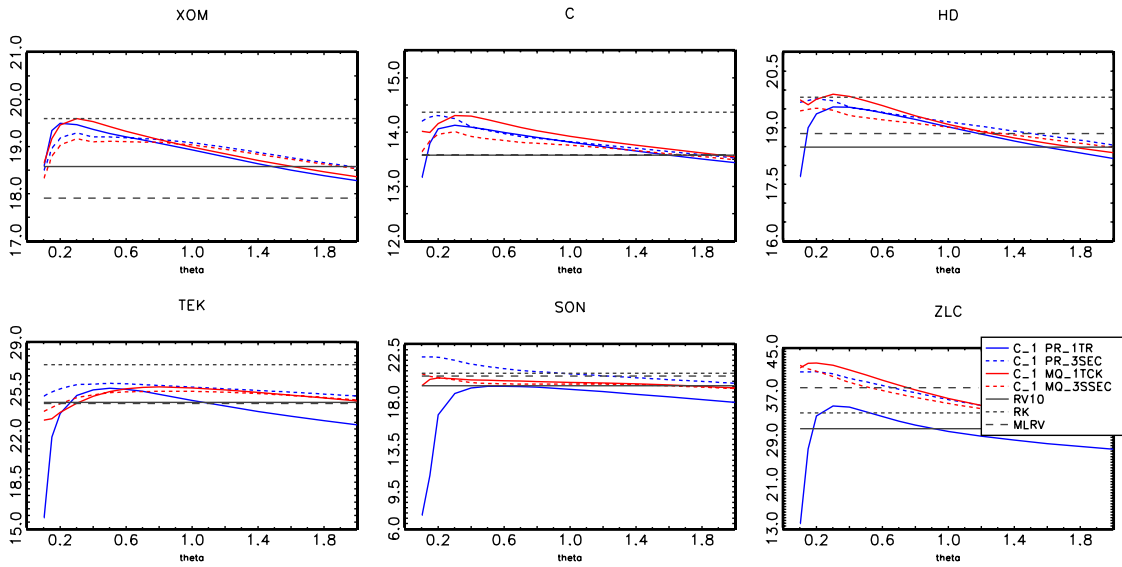 XOM
C
HD
21.0
20.0
19.0
18.0
17.0
0.2 0.6 1.0 1.4 1.8
theta
15.0
14.0
13.0
12.0
0.2 0.6 1.0 1.4 1.8
theta
20.5
19.0
17.5
16.0
0.2 0.6 1.0 1.4 1.8
theta
TEK
SON
ZLC
29.0
25.5
22.0
18.5
15.0
0.2 0.6 1.0 1.4 1.8
theta
22.5
18.0
13.5
9.5
6.0
0.2 0.6 1.0 1.4 1.8
theta
45.0
37.0
29.0
21.0
13.0
0.2 0.6 1.0 1.4 1.8
theta
C_1 PR_1TR
C_1 PR_3SEC
C_1 MQ_1TCK
C_1 MQ_3SSEC
RV10
RK
MLRV